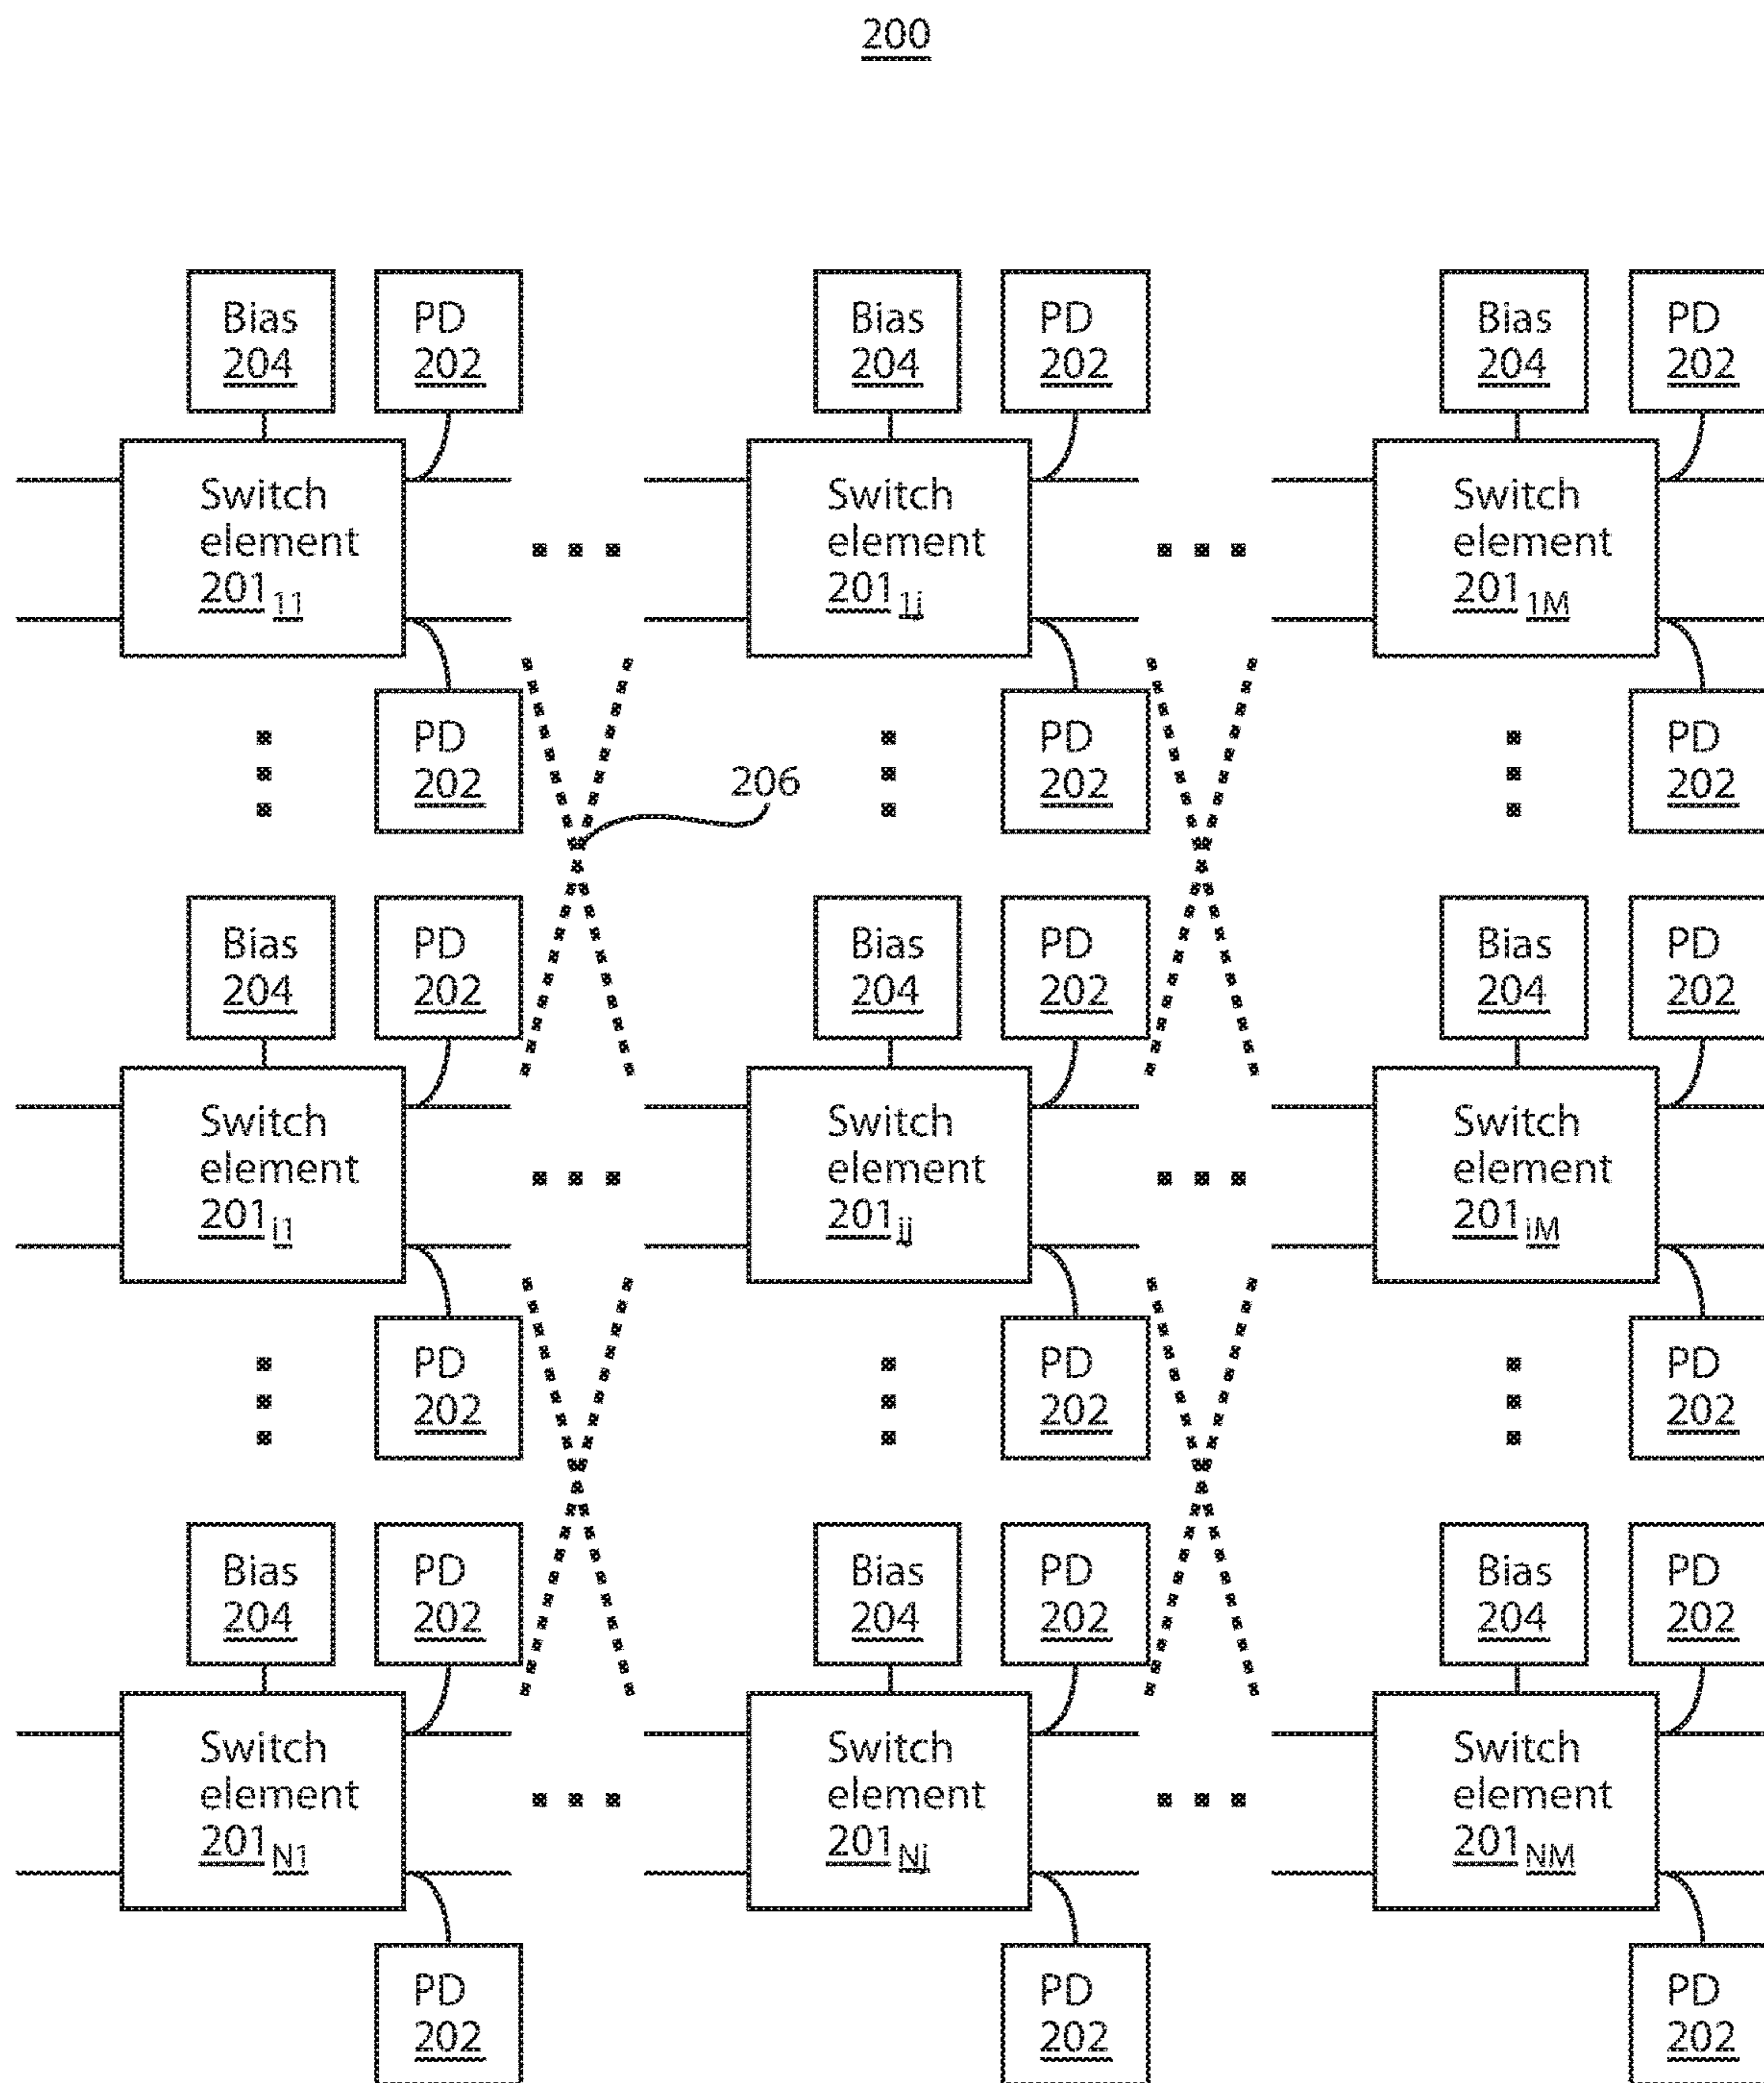 200
Bias PD Bias PD Bias PD
204 202 204 202 204 202
Switch Switch Switch
element element element
201 11 201 1j 201 1M
PD PD PD
202 206 202 202
Bias PD Bias PD Bias PD
204 202 204 202 204 202
Switch Switch Switch
element element element
201 i1 201 ij 201 iM
PD PD PD
202 202 202
Bias PD Bias PD Bias PD
204 202 204 202 204 202
Switch Switch Switch
element element element
201 N1 201 Nj 201 NM
PD PD PD
202 202 202